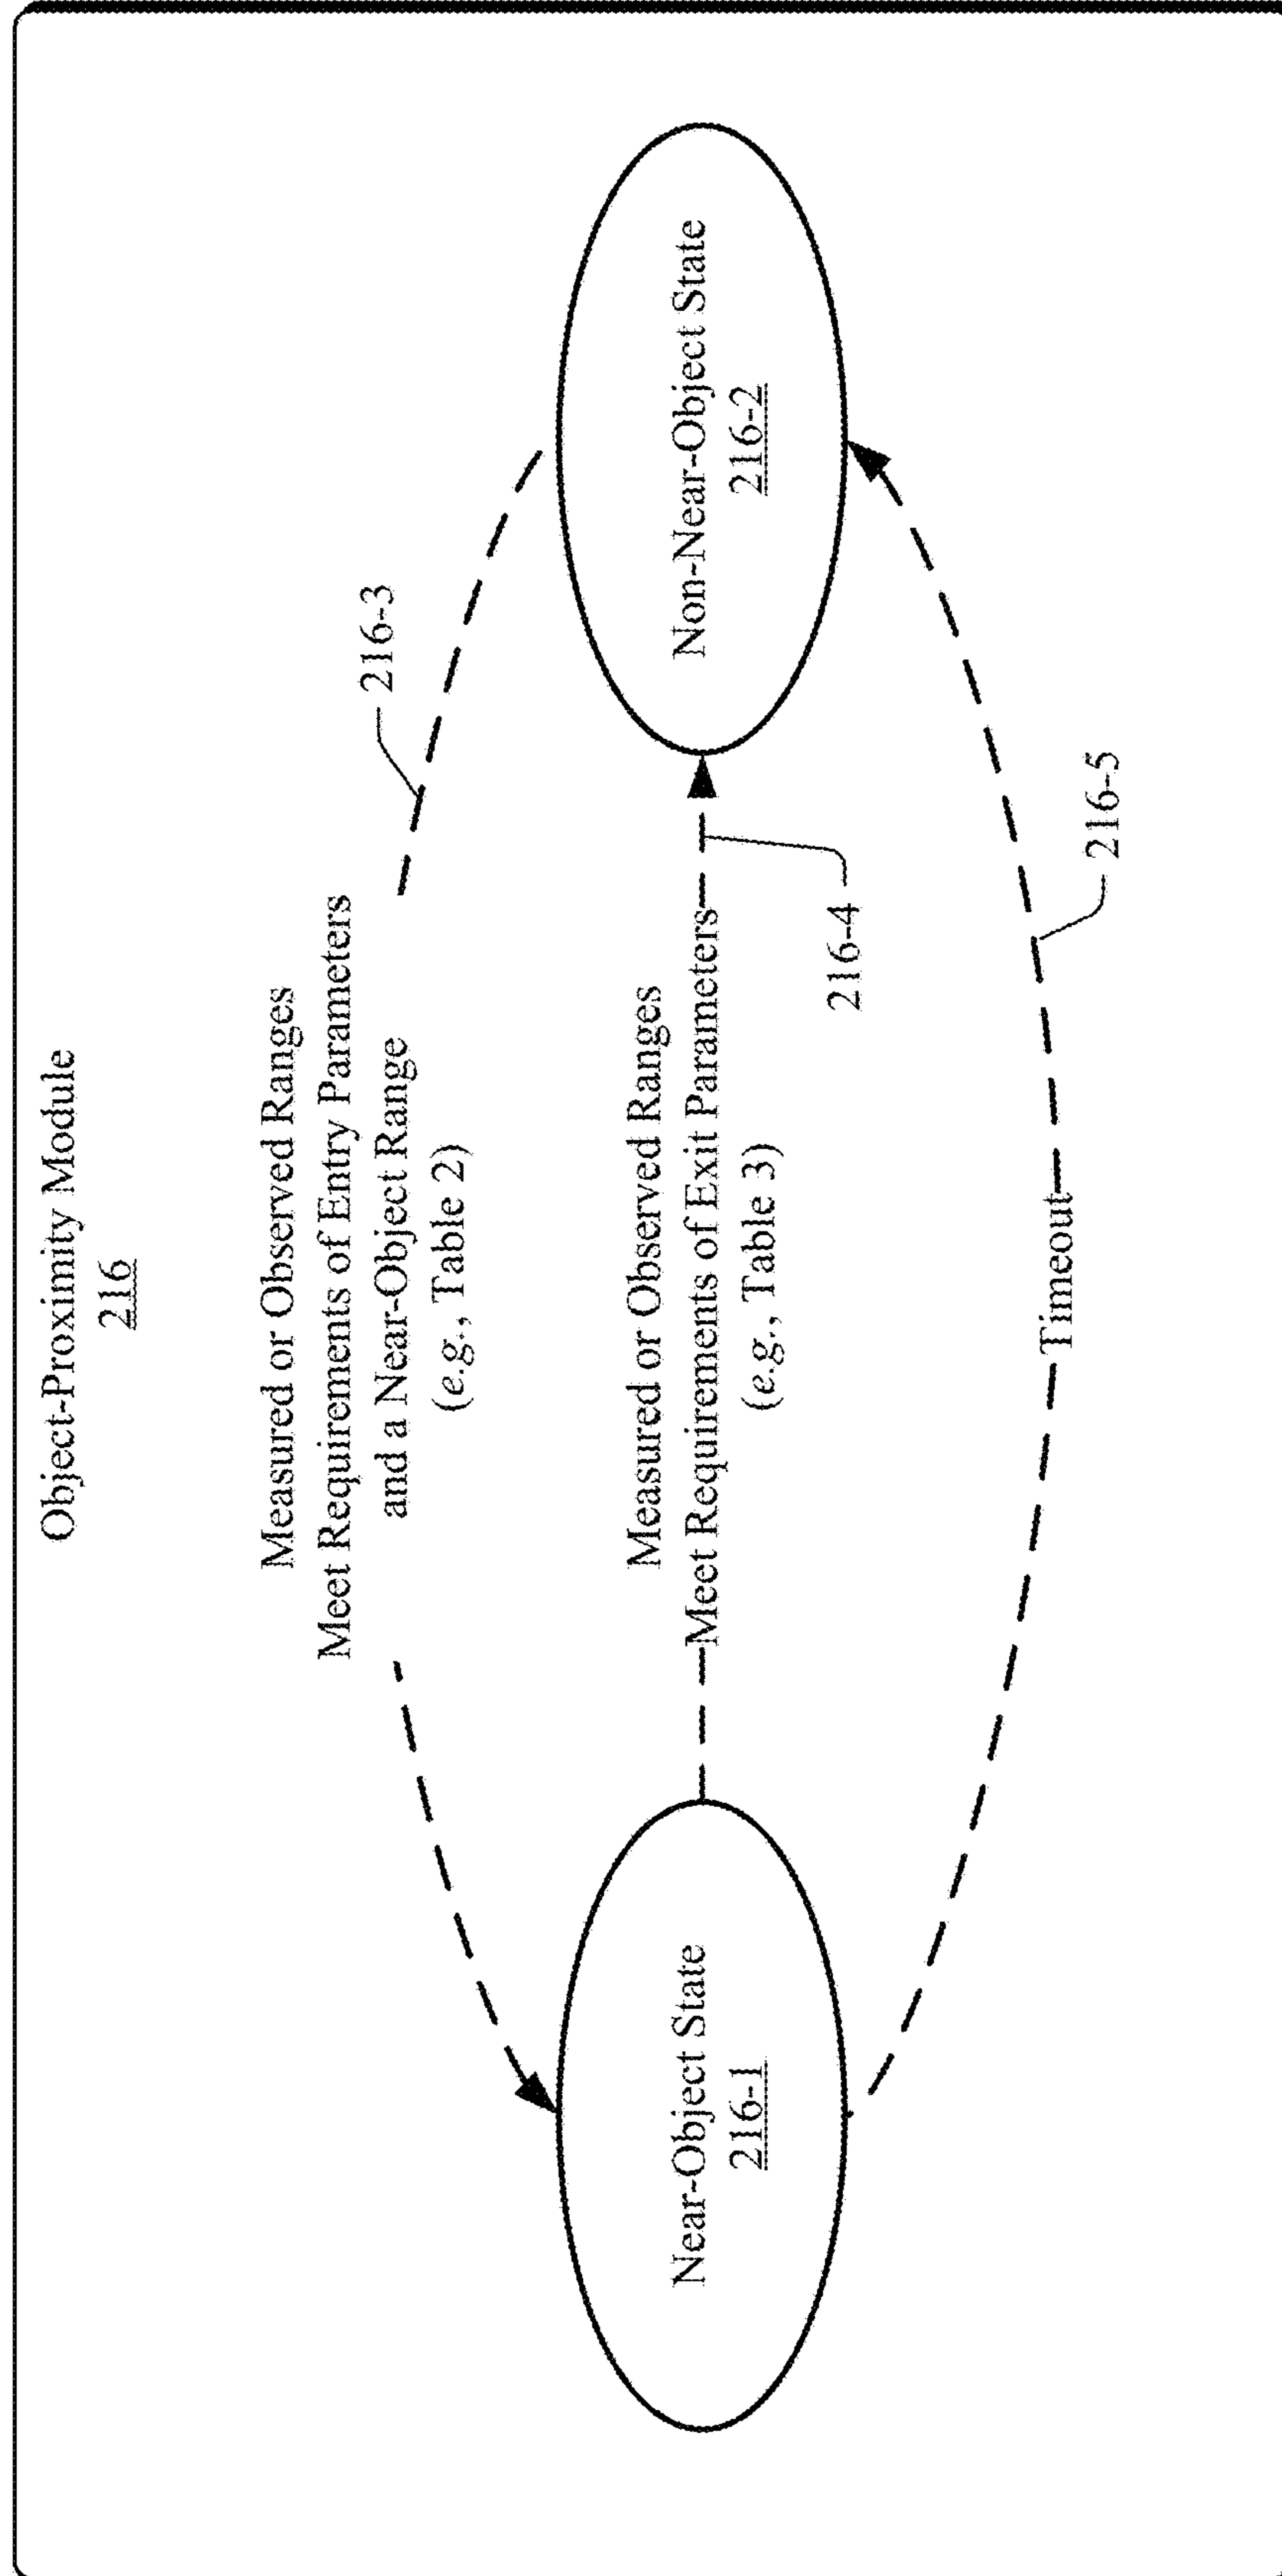 Object-Proximity Module
216
Measured or Observed Ranges
Meet Requirements of Entry Parameters
and a Near-Object Range
(e.g., Table 2)
216-3
Near-Object State
216-1
Measured or Observed Ranges
Meet Requirements of Exit Parameters
(e.g., Table 3)
216-4
Non-Near-Object State
216-2
Timeout
216-5